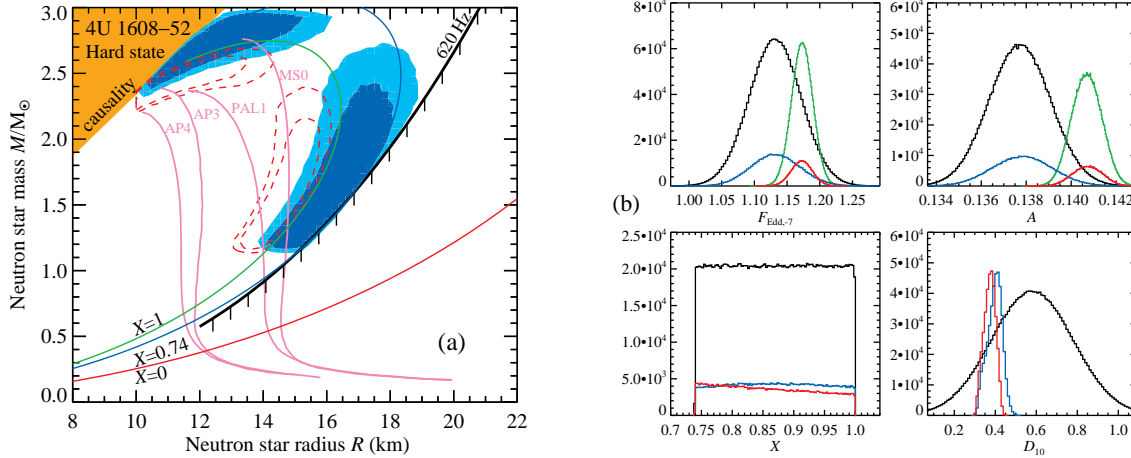 4U 1608−52
Hard state
causality
620 Hz
MS0
PAL1
AP3
AP4
X=1
X=0.74
X=0
(a)
Neutron star mass M/M☉
3.0
2.5
2.0
1.5
1.0
0.5
0.0
8 10 12 14 16 18 20 22
Neutron star radius R (km)
(b)
8•10⁴
6•10⁴
4•10⁴
2•10⁴
0
1.00 1.05 1.10 1.15 1.20 1.25
F_Edd,-7
6•10⁴
5•10⁴
4•10⁴
3•10⁴
2•10⁴
1•10⁴
0
0.134 0.136 0.138 0.140 0.142
A
2.5•10⁴
2.0•10⁴
1.5•10⁴
1.0•10⁴
5.0•10³
0
0.7 0.75 0.80 0.85 0.90 0.95 1.0
X
6•10⁴
5•10⁴
4•10⁴
3•10⁴
2•10⁴
1•10⁴
0
0.2 0.4 0.6 0.8 1.0
D₁₀